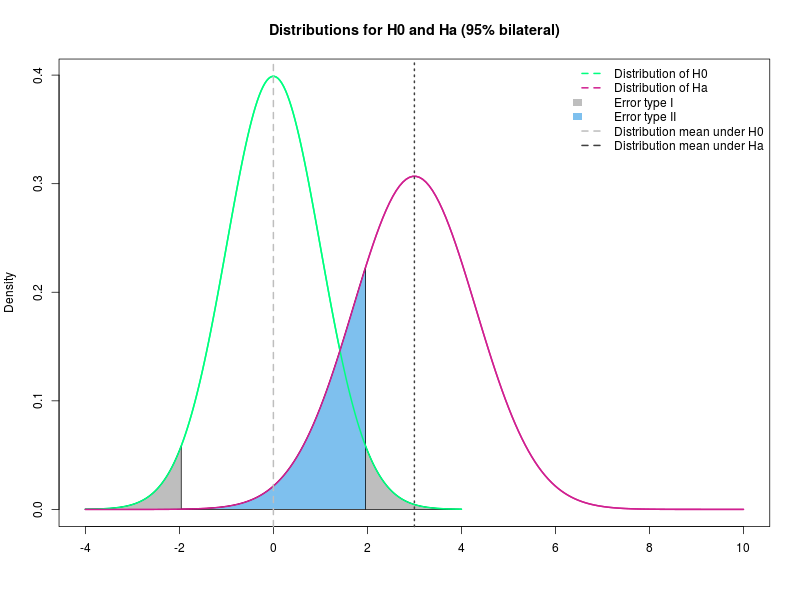 Distributions for H0 and Ha (95% bilateral)
Distribution of H0
Distribution of Ha
Error type I
Error type II
Distribution mean under H0
Distribution mean under Ha
Density
0.4
0.3
0.2
0.1
0.0
-4 -2 0 2 4 6 8 10